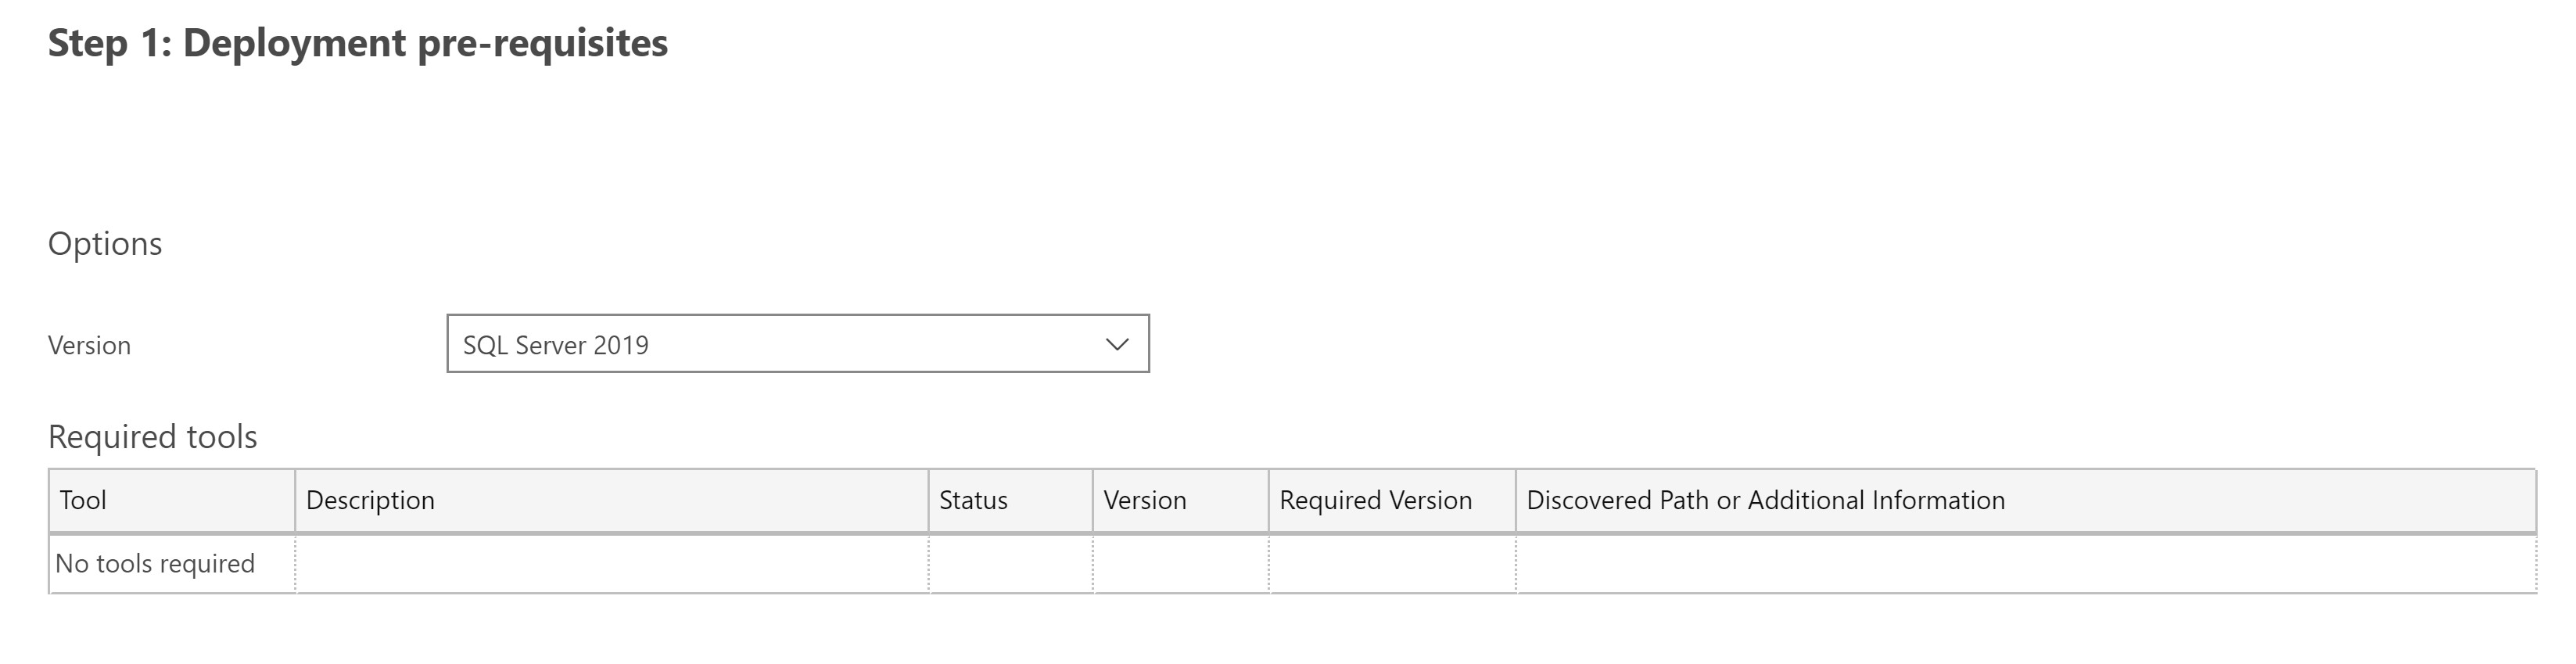 Step 1: Deployment pre-requisites
Options
Version SQL Server 2019
Required tools
Tool Description Status Version Required Version Discovered Path or Additional Information
No tools required